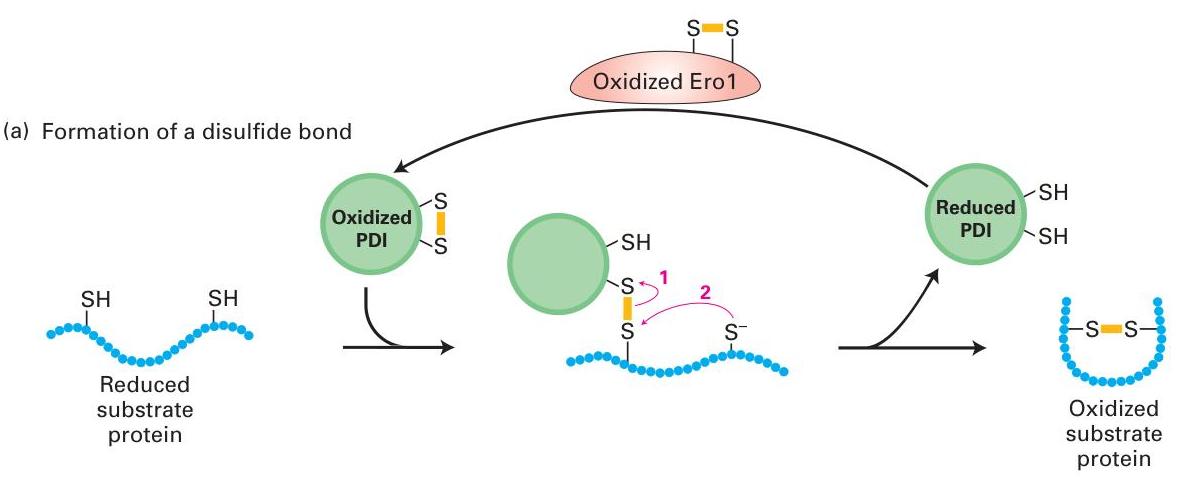 S S
Oxidized Ero1
(a) Formation of a disulfide bond
Oxidized
PDI
S
S
Reduced
PDI
SH
SH
SH
S
S
1
2
S⁻
SH
SH
Reduced
substrate
protein
S S
Oxidized
substrate
protein